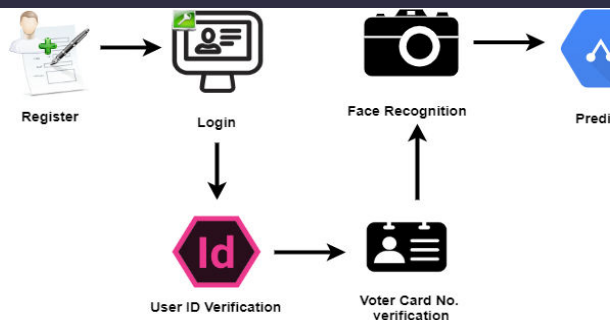 Register
Login
Face Recognition
Id
User ID Verification
Voter Card No.
verification